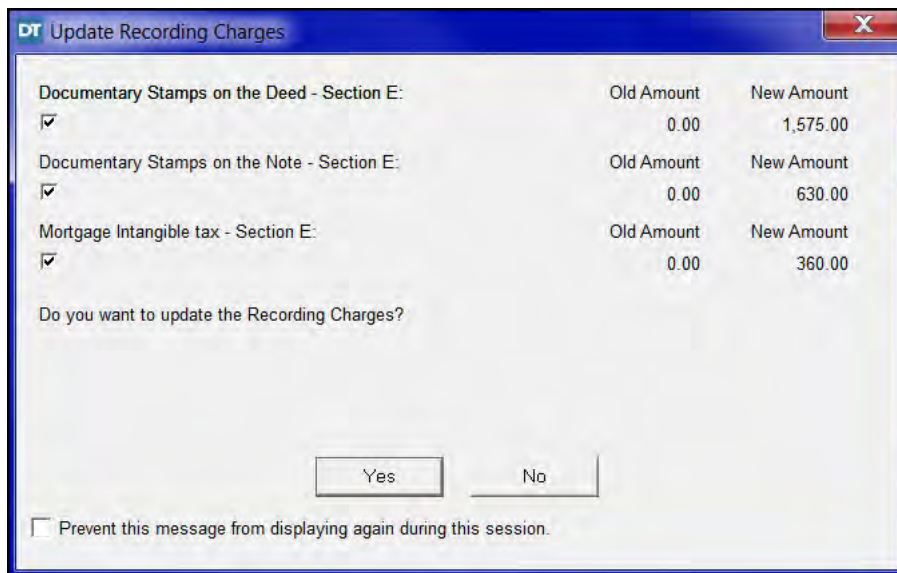 DT Update Recording Charges X
Documentary Stamps on the Deed - Section E: Old Amount New Amount
0.00 1,575.00
Documentary Stamps on the Note - Section E: Old Amount New Amount
0.00 630.00
Mortgage Intangible tax - Section E: Old Amount New Amount
0.00 360.00
Do you want to update the Recording Charges?
Yes No
Prevent this message from displaying again during this session.